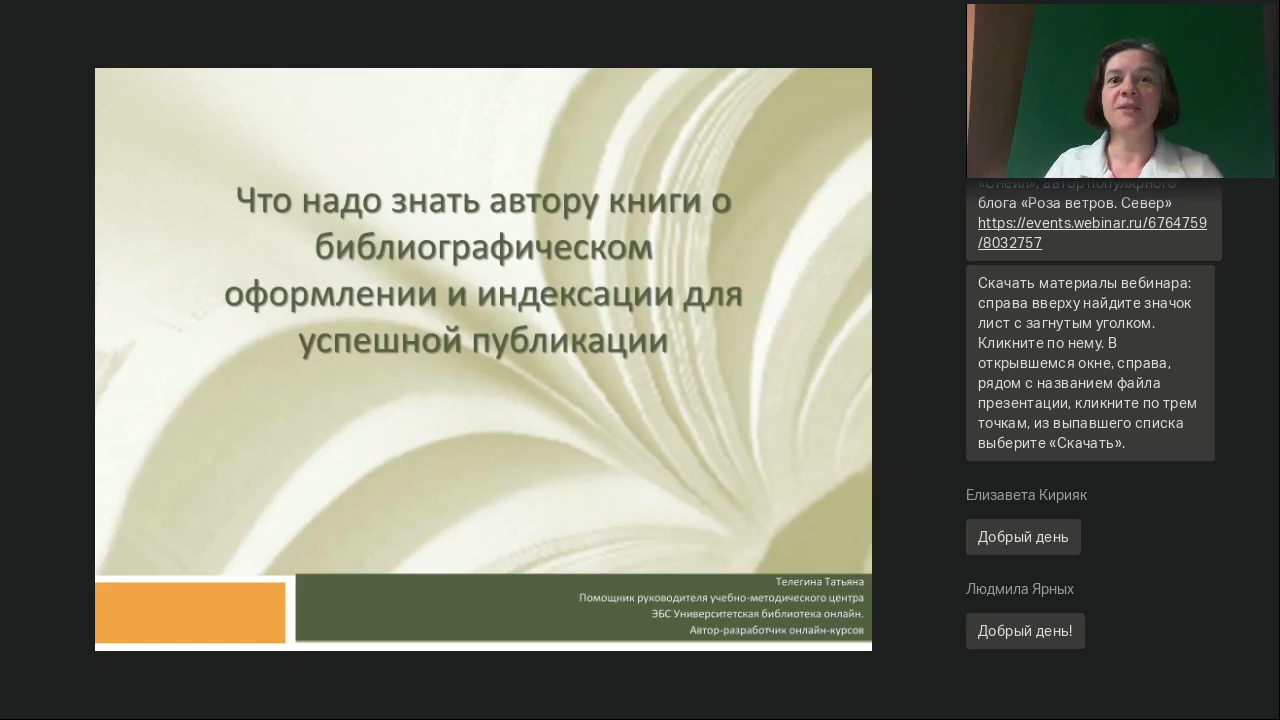 Что надо знать автору книги о
библиографическом
оформлении и индексации для
успешной публикации
Телегина Татьяна
Помощник руководителя учебно-методического центра
ЭБС Университетская библиотека онлайн.
Автор-разработчик онлайн-курсов
«Снейл», автор популярного
блога «Роза ветров. Север»
https://events.webinar.ru/6764759
/8032757
Скачать материалы вебинара:
справа вверху найдите значок
лист с загнутым уголком.
Кликните по нему. В
открывшемся окне, справа,
рядом с названием файла
презентации, кликните по трем
точкам, из выпавшего списка
выберите «Скачать».
Елизавета Кирияк
Добрый день
Людмила Ярных
Добрый день!